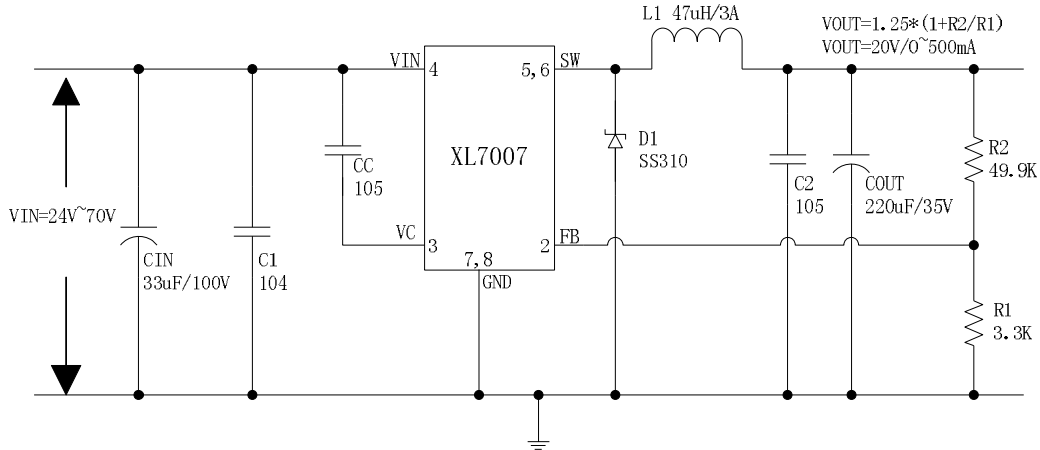 L1 47uH/3A
VOUT=1.25*(1+R2/R1)
VOUT=20V/0~500mA
VIN
4
5,6
SW
XL7007
D1
SS310
R2
49.9K
CC
105
C2
105
COUT
220uF/35V
VIN=24V~70V
VC
3
2
FB
CIN
33uF/100V
C1
104
7,8
GND
R1
3.3K